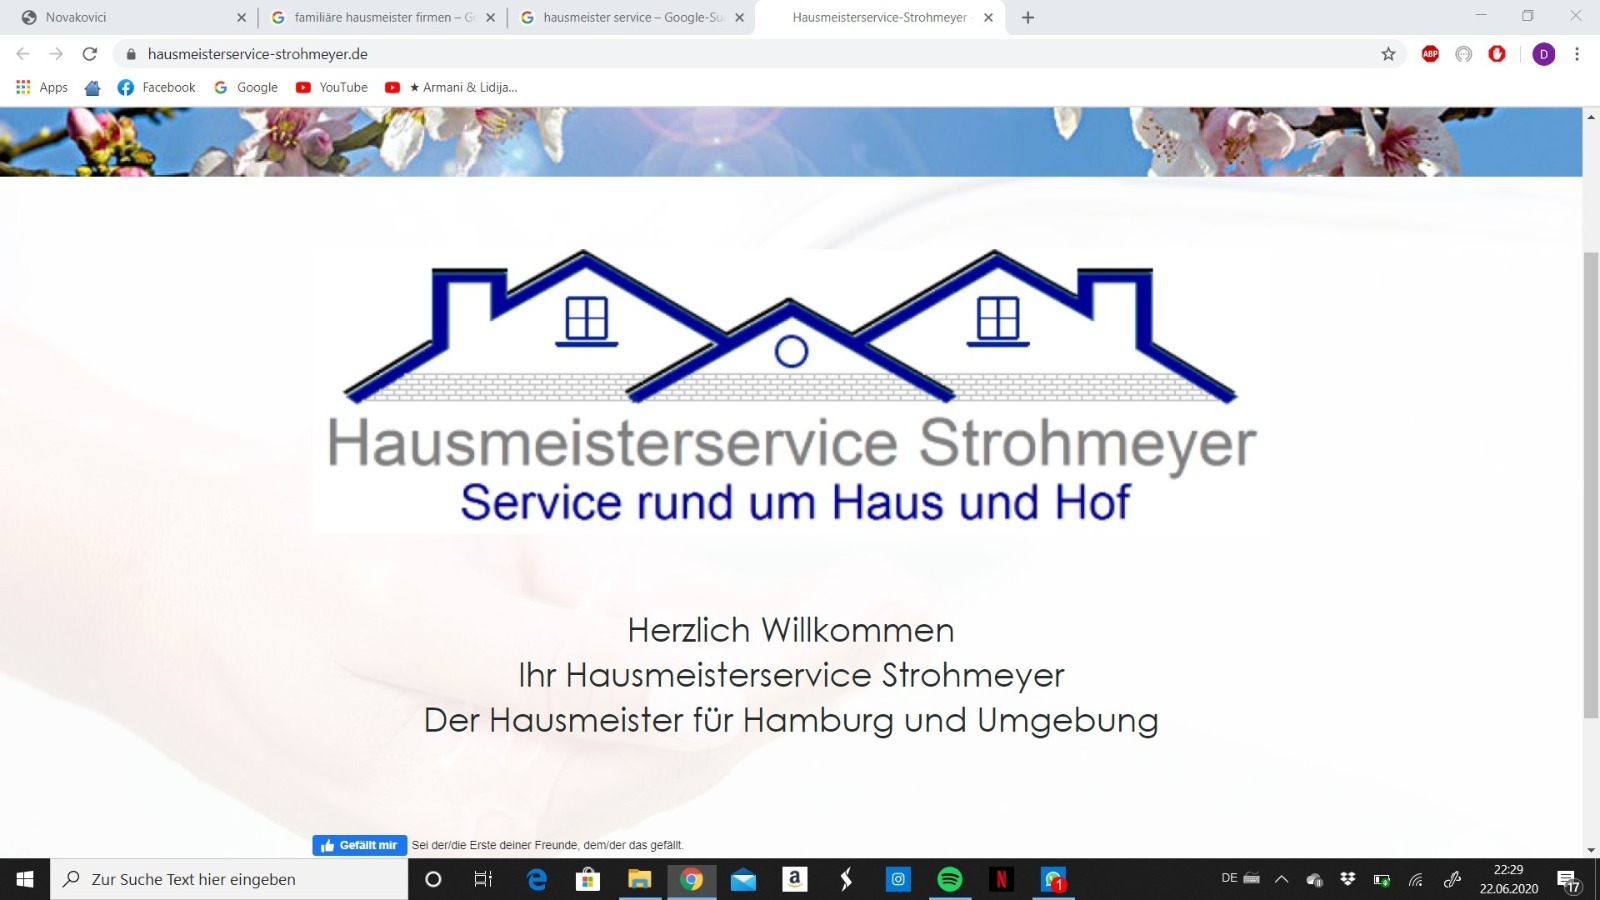 Novakovici
familiäre hausmeister firmen – Go
hausmeister service – Google-Su
Hausmeisterservice-Strohmeyer
hausmeisterservice-strohmeyer.de
ABP
D
Apps
Facebook
Google
YouTube
★ Armani & Lidija...
Hausmeisterservice Strohmeyer
Service rund um Haus und Hof
Herzlich Willkommen
Ihr Hausmeisterservice Strohmeyer
Der Hausmeister für Hamburg und Umgebung
Gefällt mir Sei der/die Erste deiner Freunde, dem/der das gefällt.
Zur Suche Text hier eingeben
DE
22:29
22.06.2020
1
17